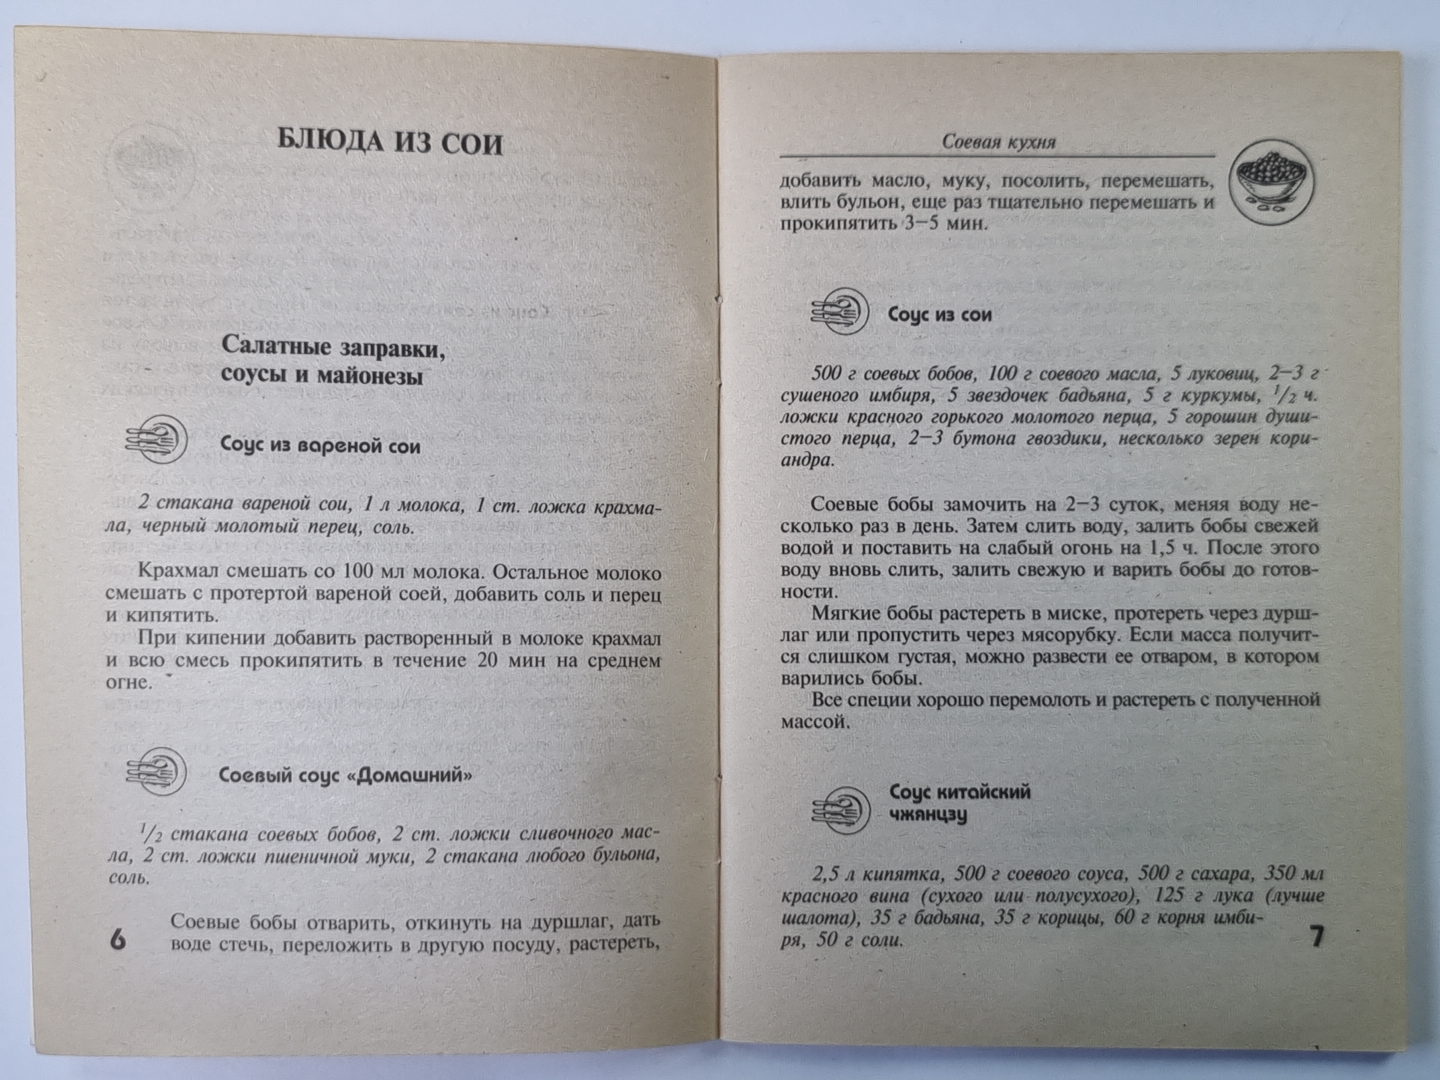 БЛЮДА ИЗ СОИ
Салатные заправки,
соусы и майонезы
Соус из вареной сои
2 стакана вареной сои, 1 л молока, 1 ст. ложка крахма-
ла, черный молотый перец, соль.
Крахмал смешать со 100 мл молока. Остальное молоко
смешать с протертой вареной соей, добавить соль и перец
и кипятить.
При кипении добавить растворенный в молоке крахмал
и всю смесь прокипятить в течение 20 мин на среднем
огне.
Соевый соус «Домашний»
1/2 стакана соевых бобов, 2 ст. ложки сливочного мас-
ла, 2 ст. ложки пшеничной муки, 2 стакана любого бульона,
соль.
Соевые бобы отварить, откинуть на дуршлаг, дать
воде стечь, переложить в другую посуду, растереть,
6
Соевая кухня
добавить масло, муку, посолить, перемешать,
влить бульон, еще раз тщательно перемешать и
прокипятить 3—5 мин.
Соус из сои
500 г соевых бобов, 100 г соевого масла, 5 луковиц, 2—3 г
сушеного имбиря, 5 звездочек бадьяна, 5 г куркумы, 1/2 ч.
ложки красного горького молотого перца, 5 горошин души-
стого перца, 2—3 бутона гвоздики, несколько зерен кори-
андра.
Соевые бобы замочить на 2—3 суток, меняя воду не-
сколько раз в день. Затем слить воду, залить бобы свежей
водой и поставить на слабый огонь на 1,5 ч. После этого
воду вновь слить, залить свежую и варить бобы до готов-
ности.
Мягкие бобы растереть в миске, протереть через дурш-
лаг или пропустить через мясорубку. Если масса получит-
ся слишком густая, можно развести ее отваром, в котором
варились бобы.
Все специи хорошо перемолоть и растереть с полученной
массой.
Соус китайский
чжянцзу
2,5 л кипятка, 500 г соевого соуса, 500 г сахара, 350 мл
красного вина (сухого или полусухого), 125 г лука (лучше
шалота), 35 г бадьяна, 35 г корицы, 60 г корня имби-
ря, 50 г соли.
7